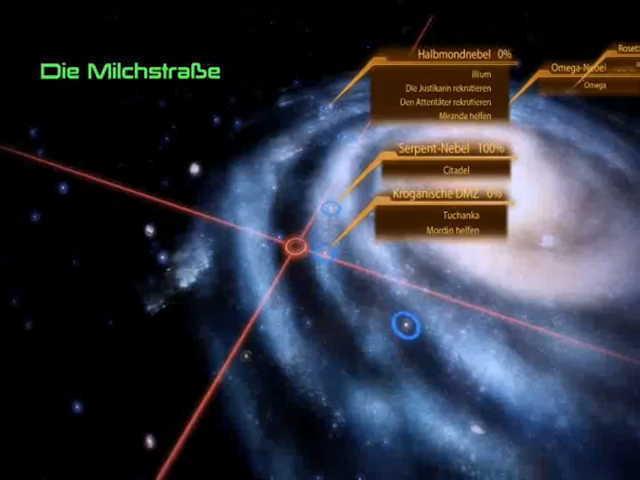 Die Milchstraße
Halbmondnebel 0%
Illium
Die Justikarin rekrutieren
Den Attentäter rekrutieren
Miranda helfen
Omega-Nebel
Omega
Serpent-Nebel 100%
Citadel
Kroganische DMZ 0%
Tuchanka
Mordin helfen